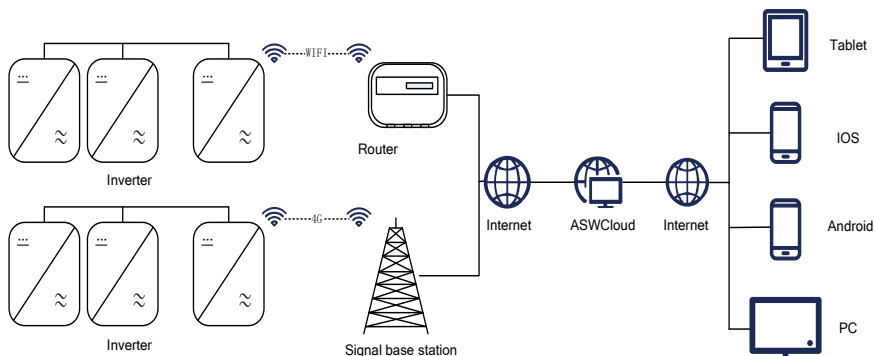 WIFI
Router
Inverter
4G
Signal base station
Inverter
Internet
ASWCloud
Internet
Tablet
IOS
Android
PC